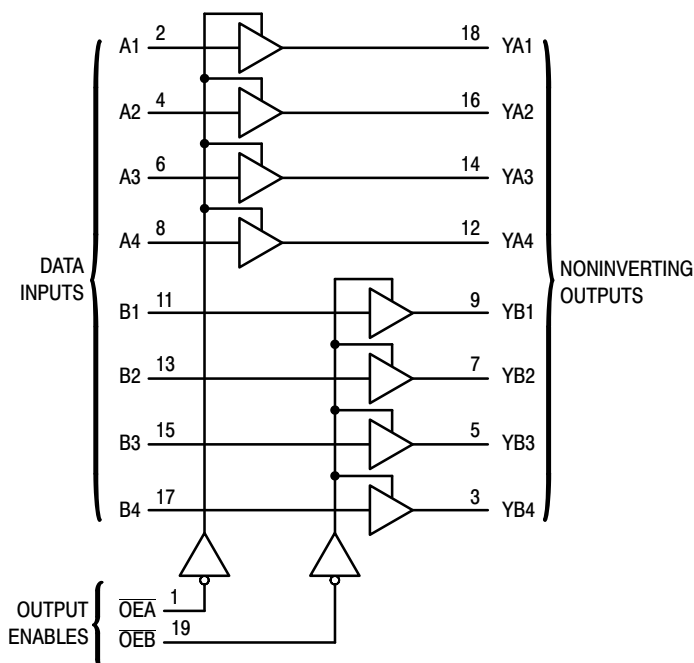 A1 2 18 YA1
A2 4 16 YA2
A3 6 14 YA3
A4 8 12 YA4
DATA
INPUTS
NONINVERTING
OUTPUTS
B1 11 9 YB1
B2 13 7 YB2
B3 15 5 YB3
B4 17 3 YB4
OUTPUT
ENABLES
O̅E̅A̅ 1
O̅E̅B̅ 19